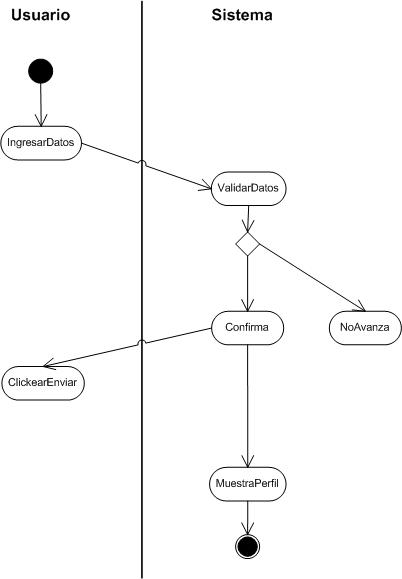 Usuario
Sistema
IngresarDatos
ValidarDatos
Confirma
NoAvanza
ClickearEnviar
MuestraPerfil